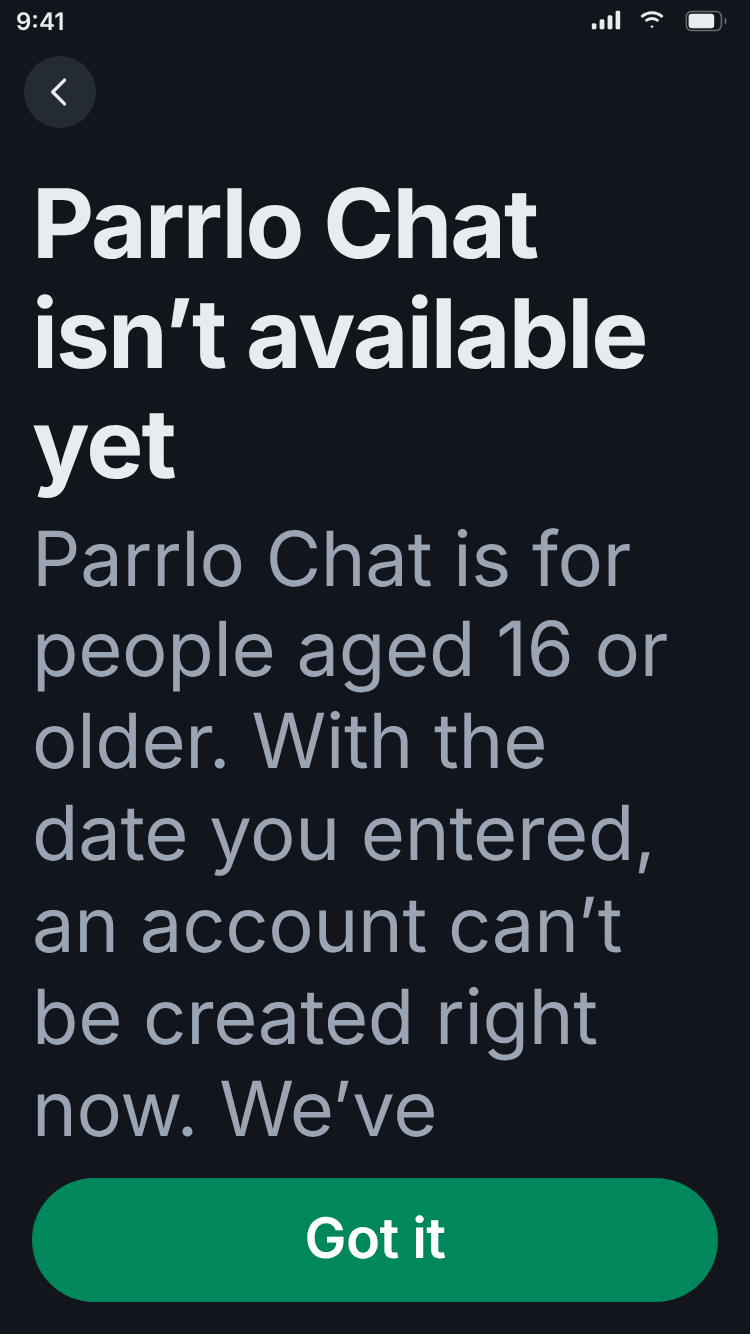 9:41
Parrlo Chat
isn’t available
yet
Parrlo Chat is for
people aged 16 or
older. With the
date you entered,
an account can’t
be created right
now. We’ve
Got it